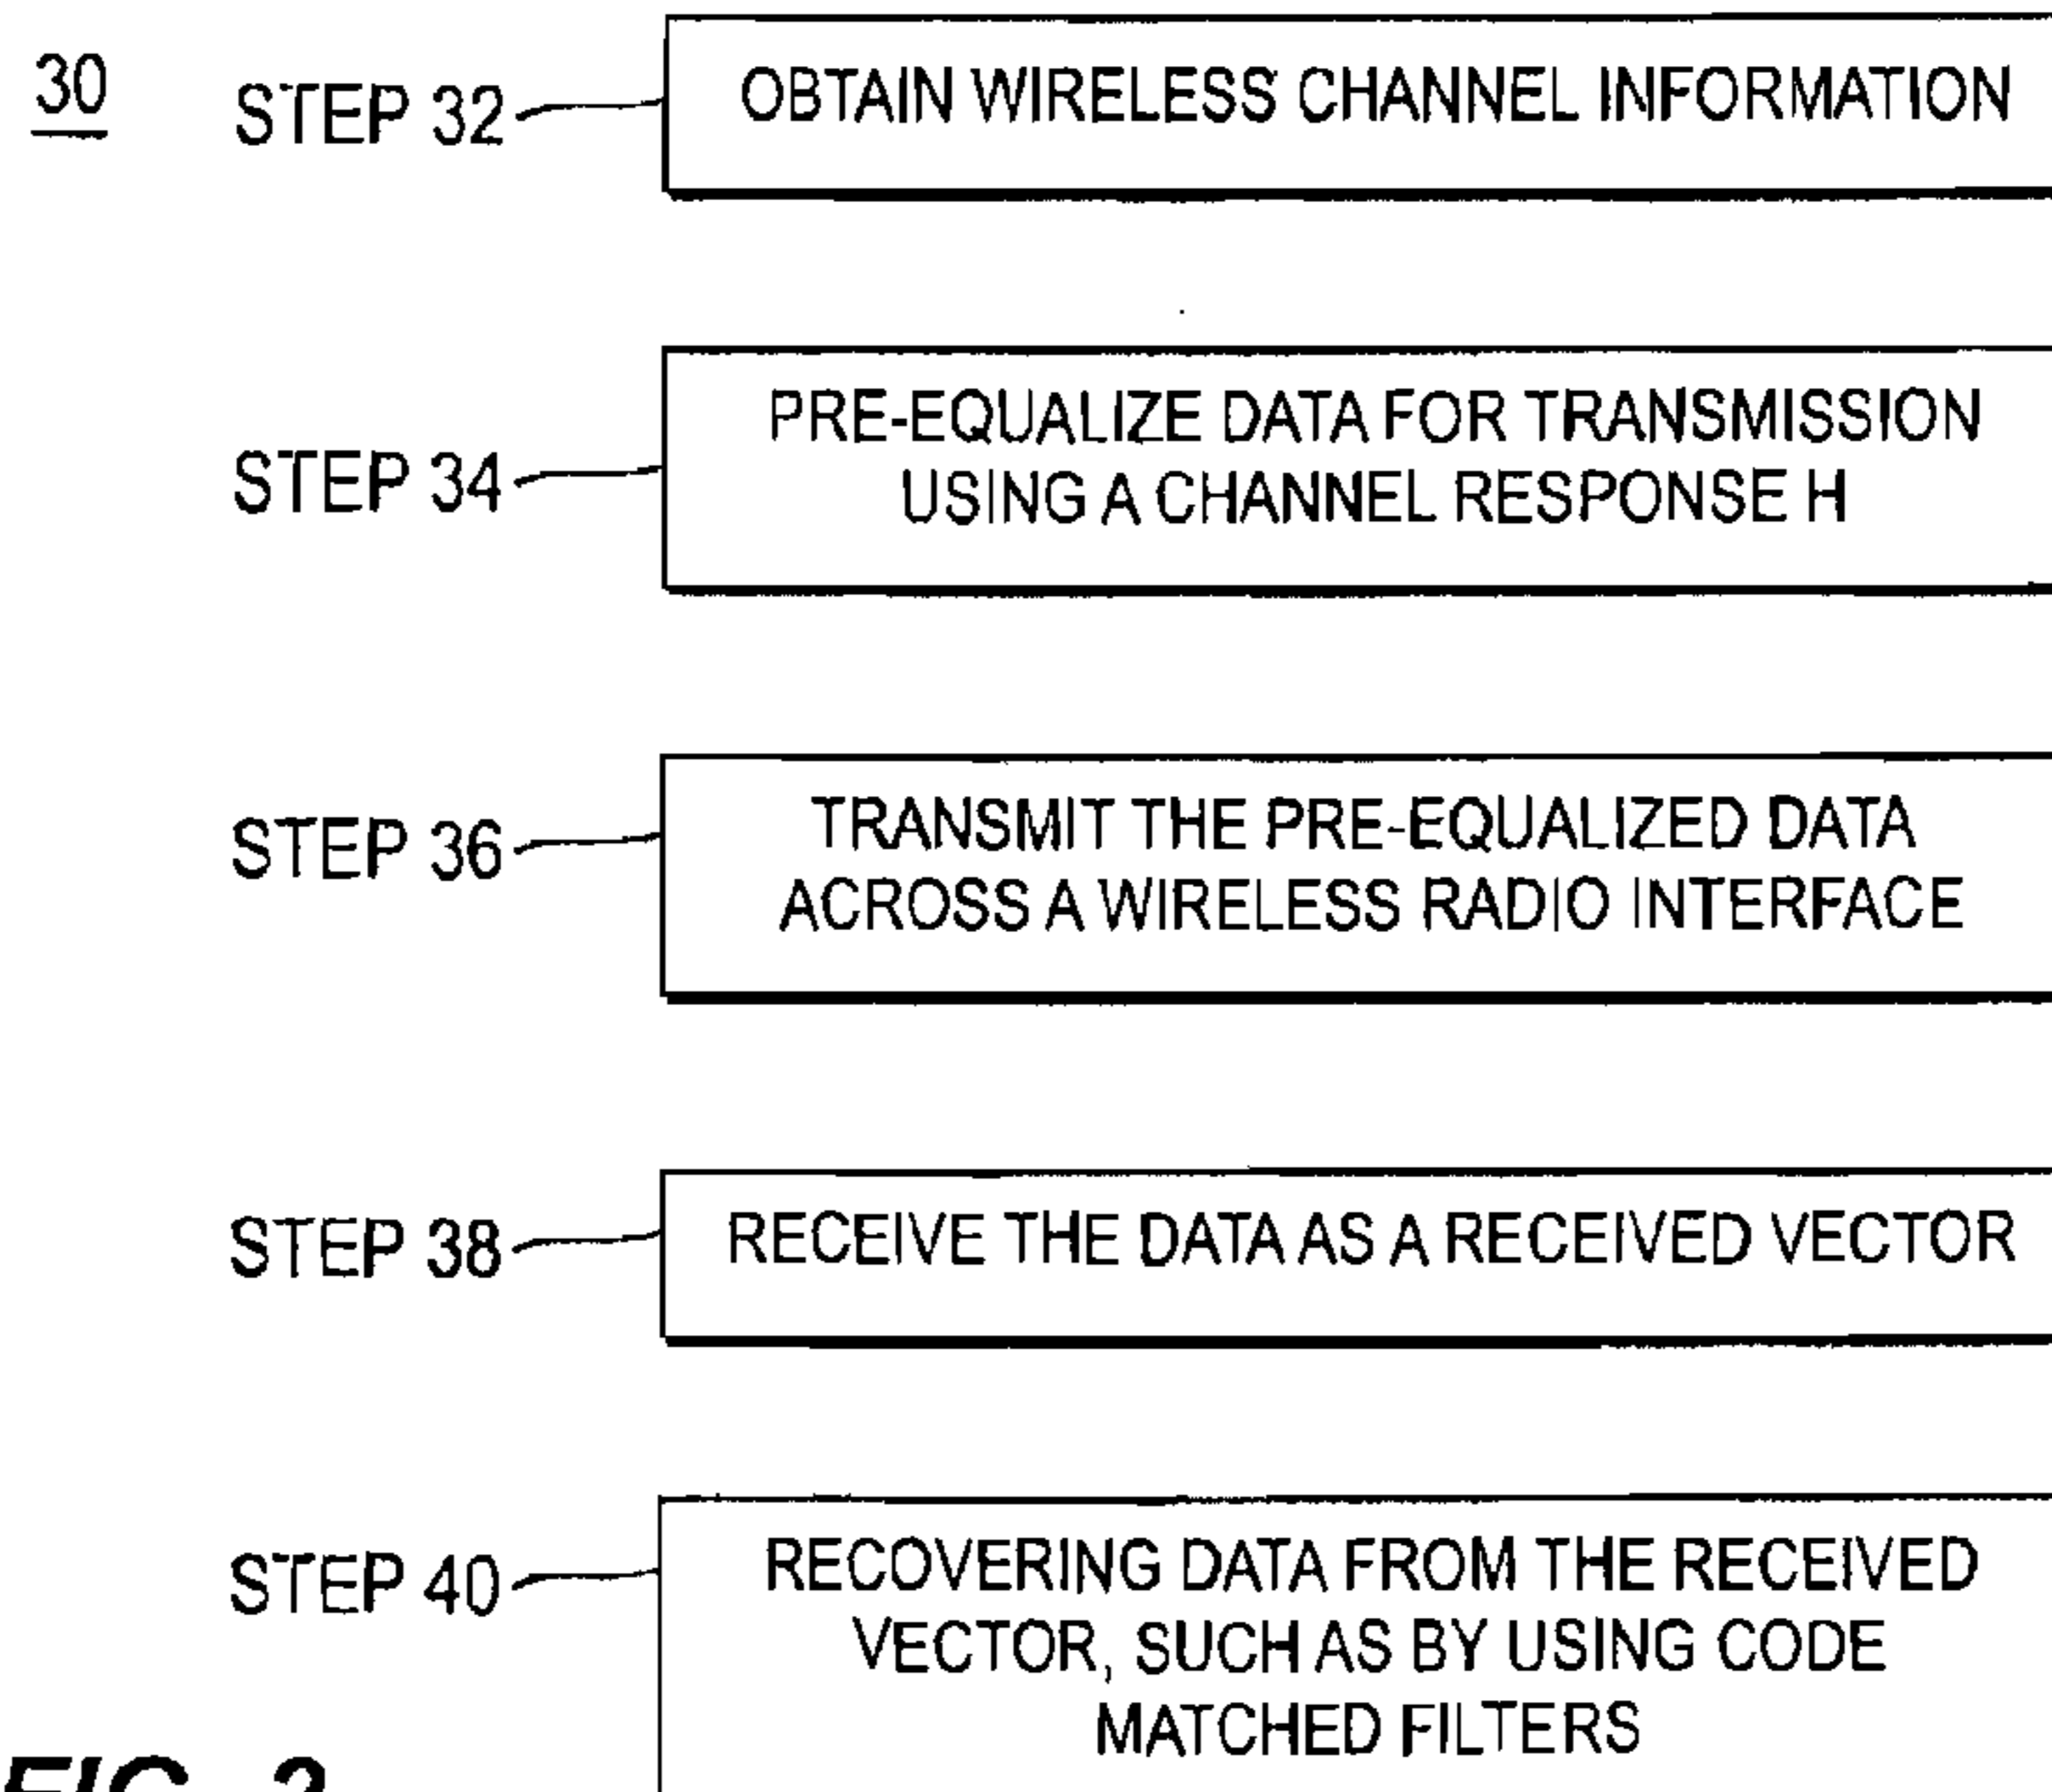 30
STEP 32
OBTAIN WIRELESS CHANNEL INFORMATION
STEP 34
PRE-EQUALIZE DATA FOR TRANSMISSION
USING A CHANNEL RESPONSE H
STEP 36
TRANSMIT THE PRE-EQUALIZED DATA
ACROSS A WIRELESS RADIO INTERFACE
STEP 38
RECEIVE THE DATA AS A RECEIVED VECTOR
STEP 40
RECOVERING DATA FROM THE RECEIVED
VECTOR, SUCH AS BY USING CODE
MATCHED FILTERS
FIG.